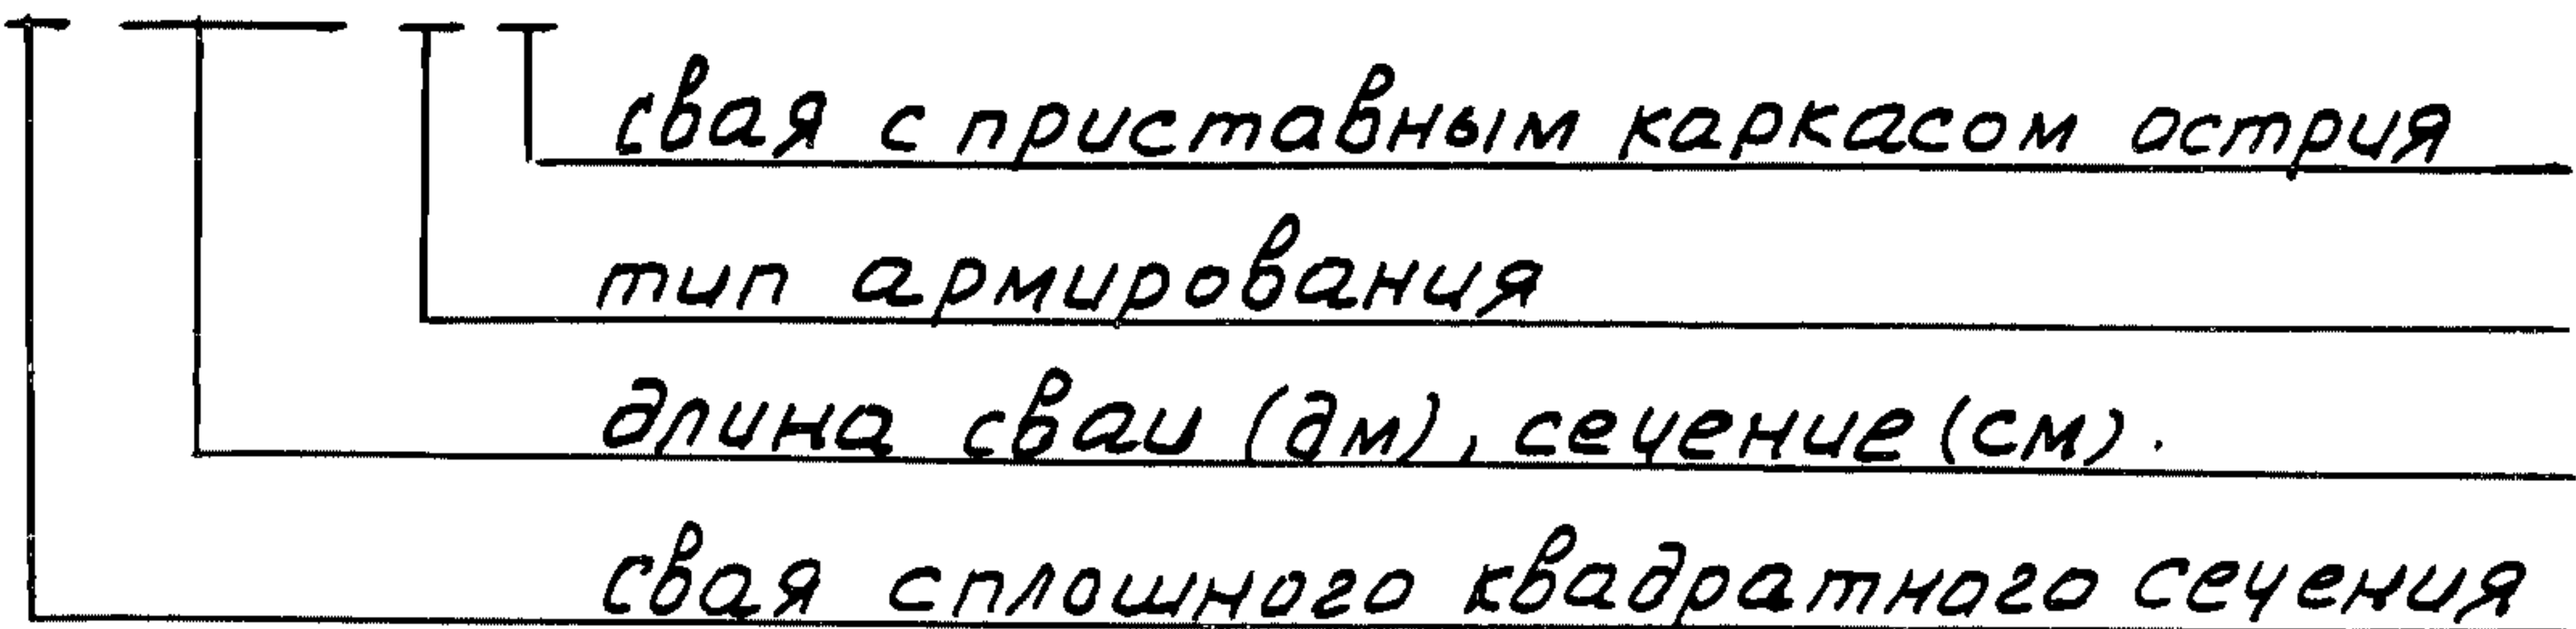 свая с приставным каркасом острия
тип армирования
длина сваи (дм), сечение (см).
свая сплошного квадратного сечения